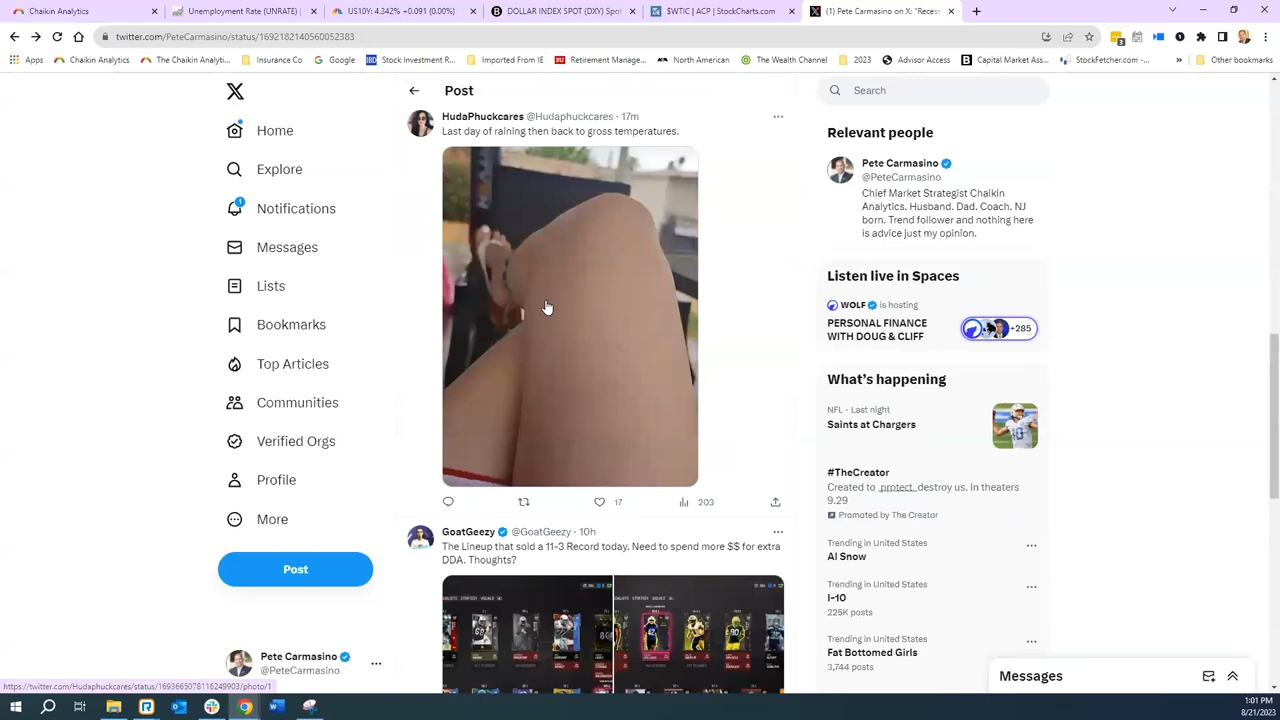 Chaikin Analytics
Unemployment Rate (UNRATE) |
US10Y: 4.342% +0.091 (0.00%)
DOLLAR INDEX SPOT (DXY) Spot
$WTIC | ACP | StockCharts.com
(1) Pete Carmasino on X: "Recess
twitter.com/PeteCarmasino/status/1692182140560052383
Apps
Chaikin Analytics
The Chaikin Analyti...
Insurance Co
Google
Stock Investment R...
Imported From IE
Retirement Manage...
North American
The Wealth Channel
2023
Advisor Access
Capital Market Ass...
StockFetcher.com -...
»
Other bookmarks
Home
Explore
Notifications
1
Messages
Lists
Bookmarks
Top Articles
Communities
Verified Orgs
Profile
More
Post
Pete Carmasino
@PeteCarmasino
https://twitter.com/Hudaphuckcares/status/1693665078116249903/photo/1
Post
HudaPhuckcares @Hudaphuckcares · 17m
Last day of raining then back to gross temperatures.
17
203
GoatGeezy @GoatGeezy · 10h
The Lineup that sold a 11-3 Record today. Need to spend more $$ for extra
DDA. Thoughts?
Search
Relevant people
Pete Carmasino
@PeteCarmasino
Chief Market Strategist Chaikin
Analytics. Husband. Dad. Coach. NJ
born. Trend follower and nothing here
is advice just my opinion.
Listen live in Spaces
WOLF is hosting
PERSONAL FINANCE
WITH DOUG & CLIFF
+285
What's happening
NFL · Last night
Saints at Chargers
#TheCreator
Created to protect destroy us. In theaters
9.29
Promoted by The Creator
Trending in United States
Al Snow
Trending in United States
I-10
225K posts
Trending in United States
Fat Bottomed Girls
3,744 posts
Messages
1:01 PM
8/21/2023